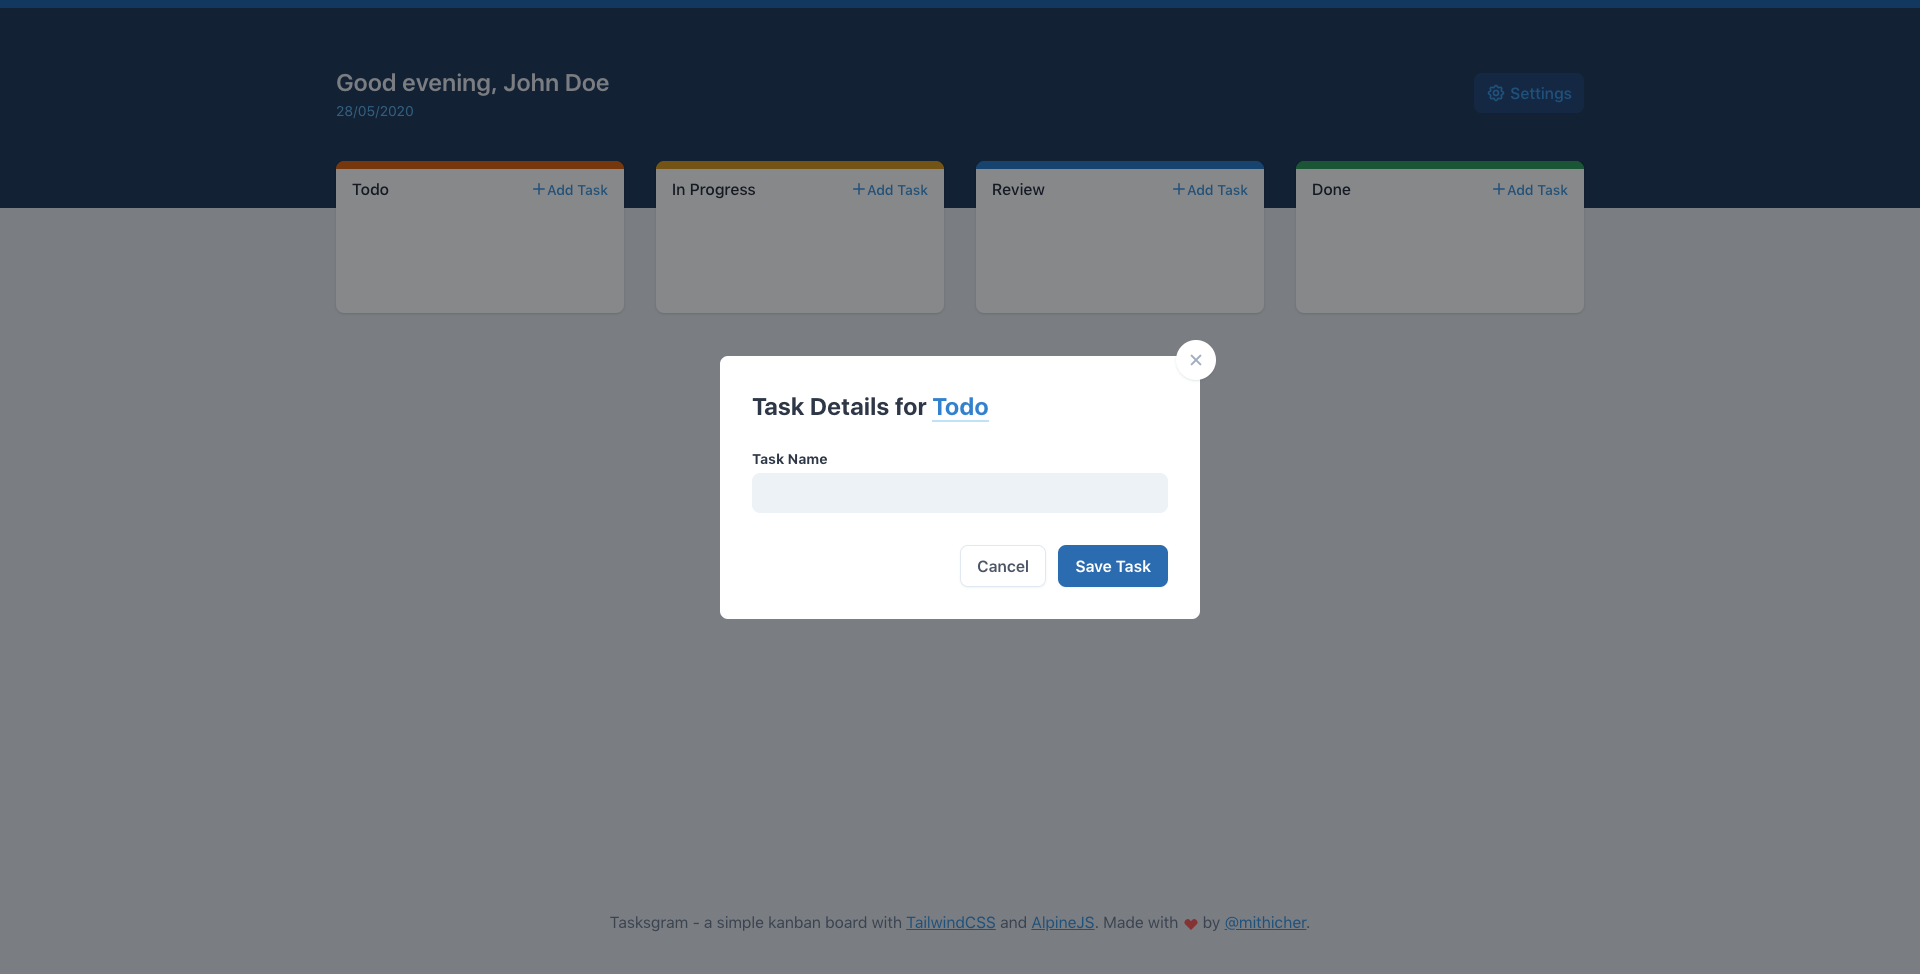 Good evening, John Doe
28/05/2020
Settings
Todo
+ Add Task
In Progress
+ Add Task
Review
+ Add Task
Done
+ Add Task
Task Details for Todo
Task Name
Cancel
Save Task
Tasksgram - a simple kanban board with TailwindCSS and AlpineJS. Made with ❤ by @mithicher.